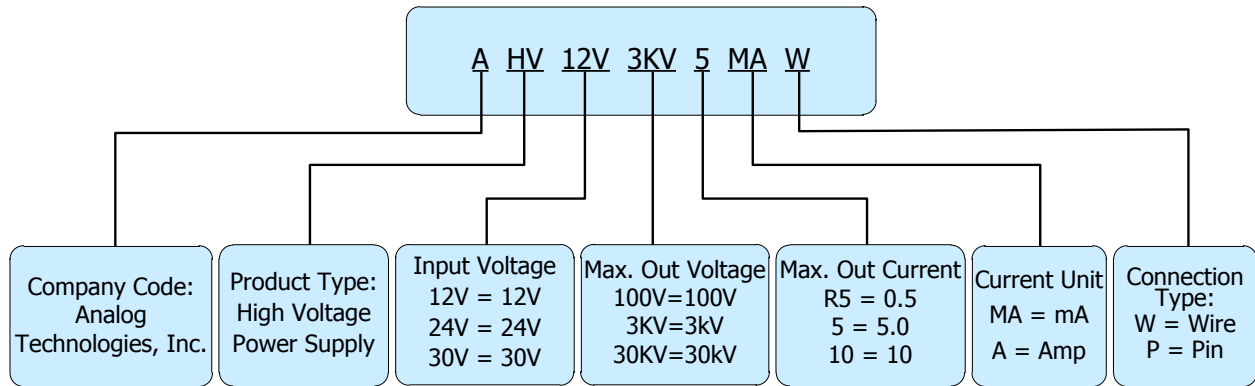 A HV 12V 3KV 5 MA W
Company Code:
Analog
Technologies, Inc.
Product Type:
High Voltage
Power Supply
Input Voltage
12V = 12V
24V = 24V
30V = 30V
Max. Out Voltage
100V=100V
3KV=3kV
30KV=30kV
Max. Out Current
R5 = 0.5
5 = 5.0
10 = 10
Current Unit
MA = mA
A = Amp
Connection
Type:
W = Wire
P = Pin